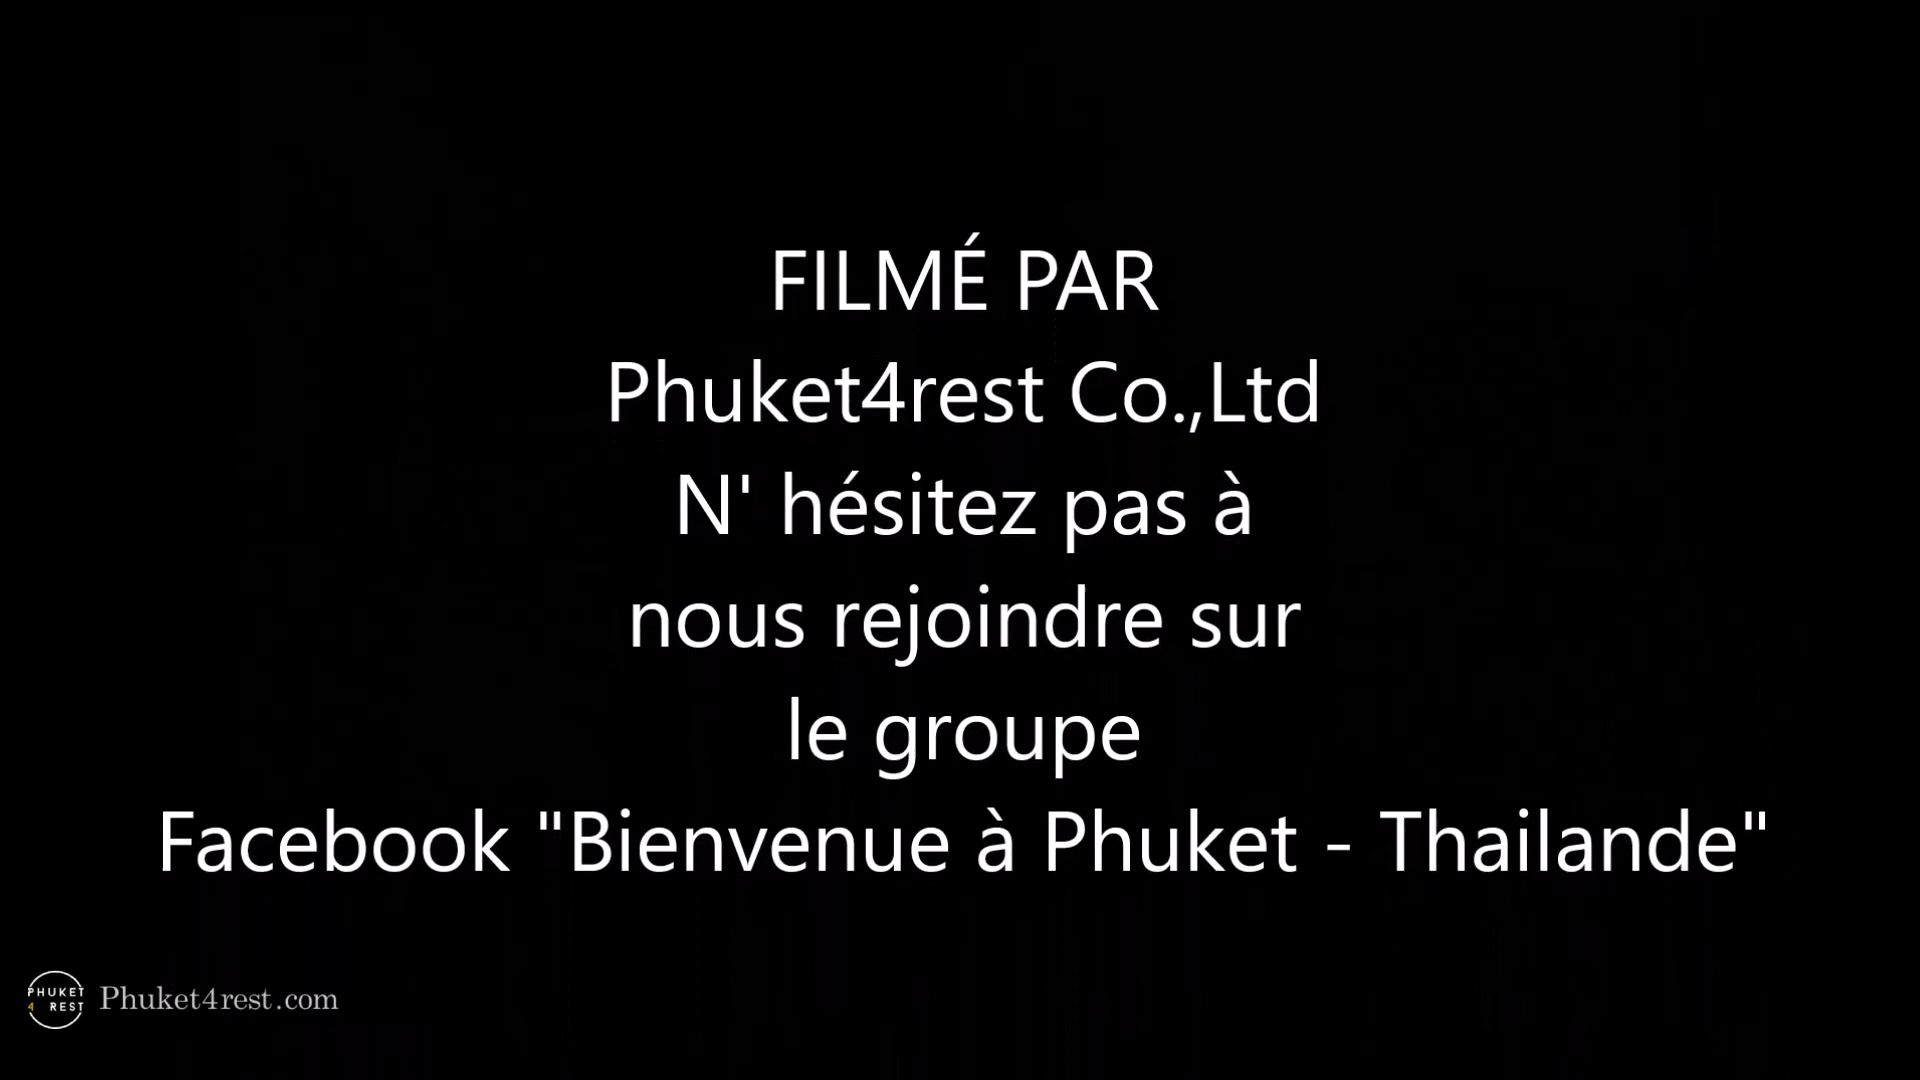 FILMÉ PAR
Phuket4rest Co.,Ltd
N' hésitez pas à
nous rejoindre sur
le groupe
Facebook "Bienvenue à Phuket - Thailande"
PHUKET
4 REST
Phuket4rest.com